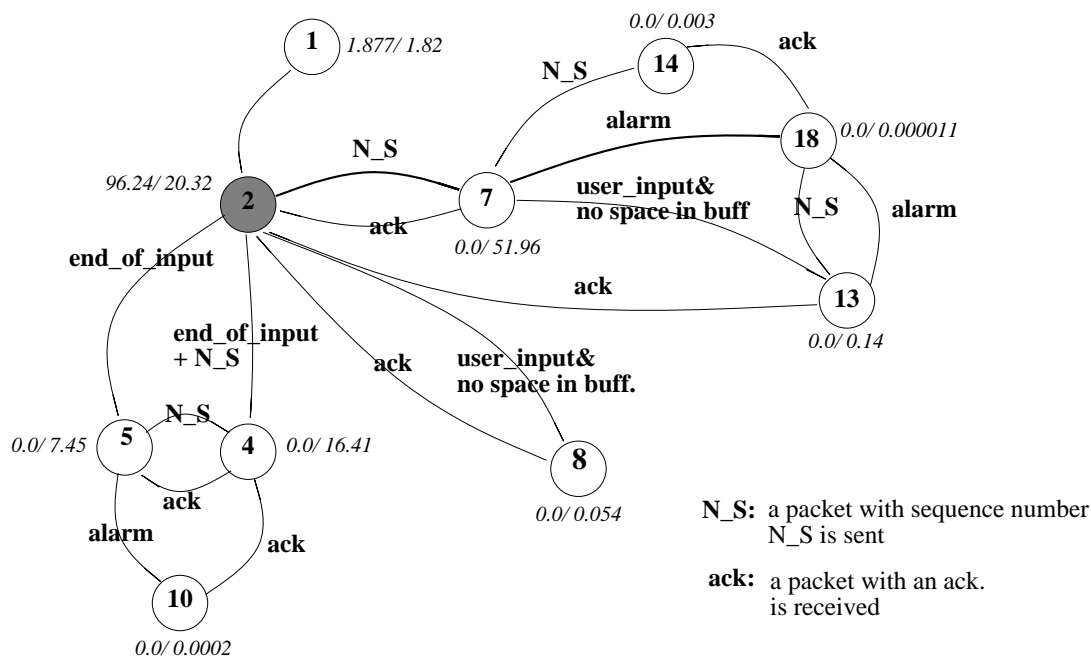 0.0/ 0.003
1
1.877/ 1.82
ack
14
N_S
alarm
18
0.0/ 0.000011
N_S
96.24/ 20.32
2
7
user_input&
no space in buff
N_S
alarm
ack
0.0/ 51.96
end_of_input
ack
13
0.0/ 0.14
end_of_input
+ N_S
ack
user_input&
no space in buff.
N_S
0.0/ 7.45
5
4
0.0/ 16.41
8
ack
0.0/ 0.054
N_S: a packet with sequence number
N_S is sent
alarm
ack
ack: a packet with an ack.
is received
10
0.0/ 0.0002